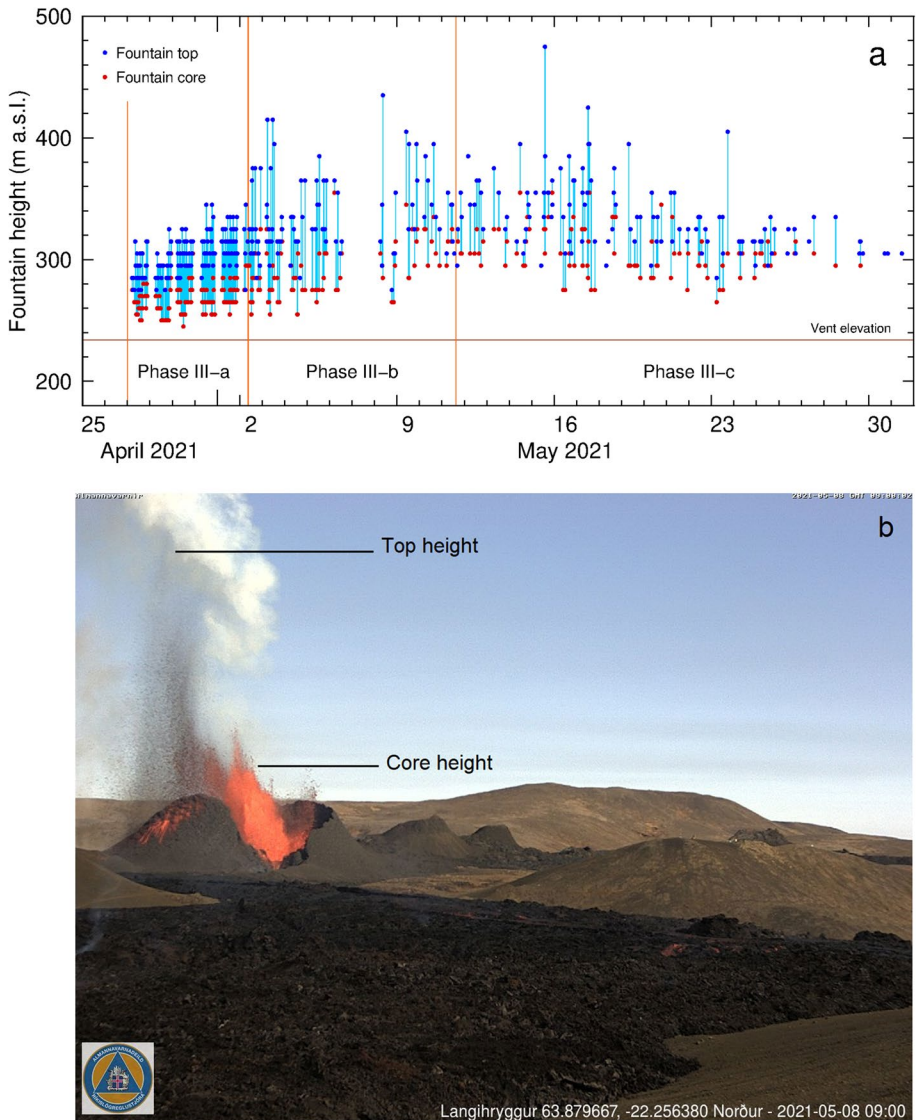 500
400
300
200
Fountain height (m a.s.l.)
Fountain top
Fountain core
a
Vent elevation
Phase III−a
Phase III−b
Phase III−c
25
2
9
16
23
30
April 2021
May 2021
b
Top height
Core height
ALMANNAVARNADEILD
RÍKISLÖGREGLUSTJÓRA
Langihryggur 63.879667, -22.256380 Norður - 2021-05-08 09:00